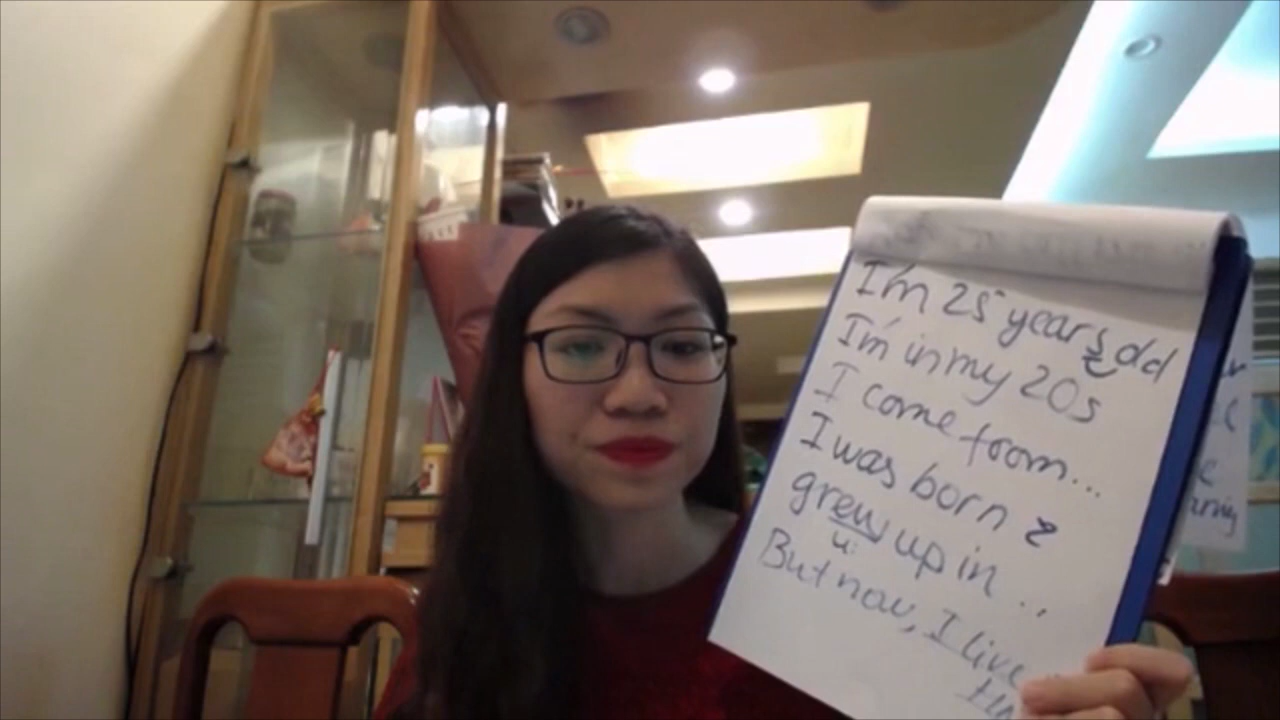 I'm 25 years old
I'm in my 20s
I come from...
I was born &
grew up in ...
u:
But now, I live